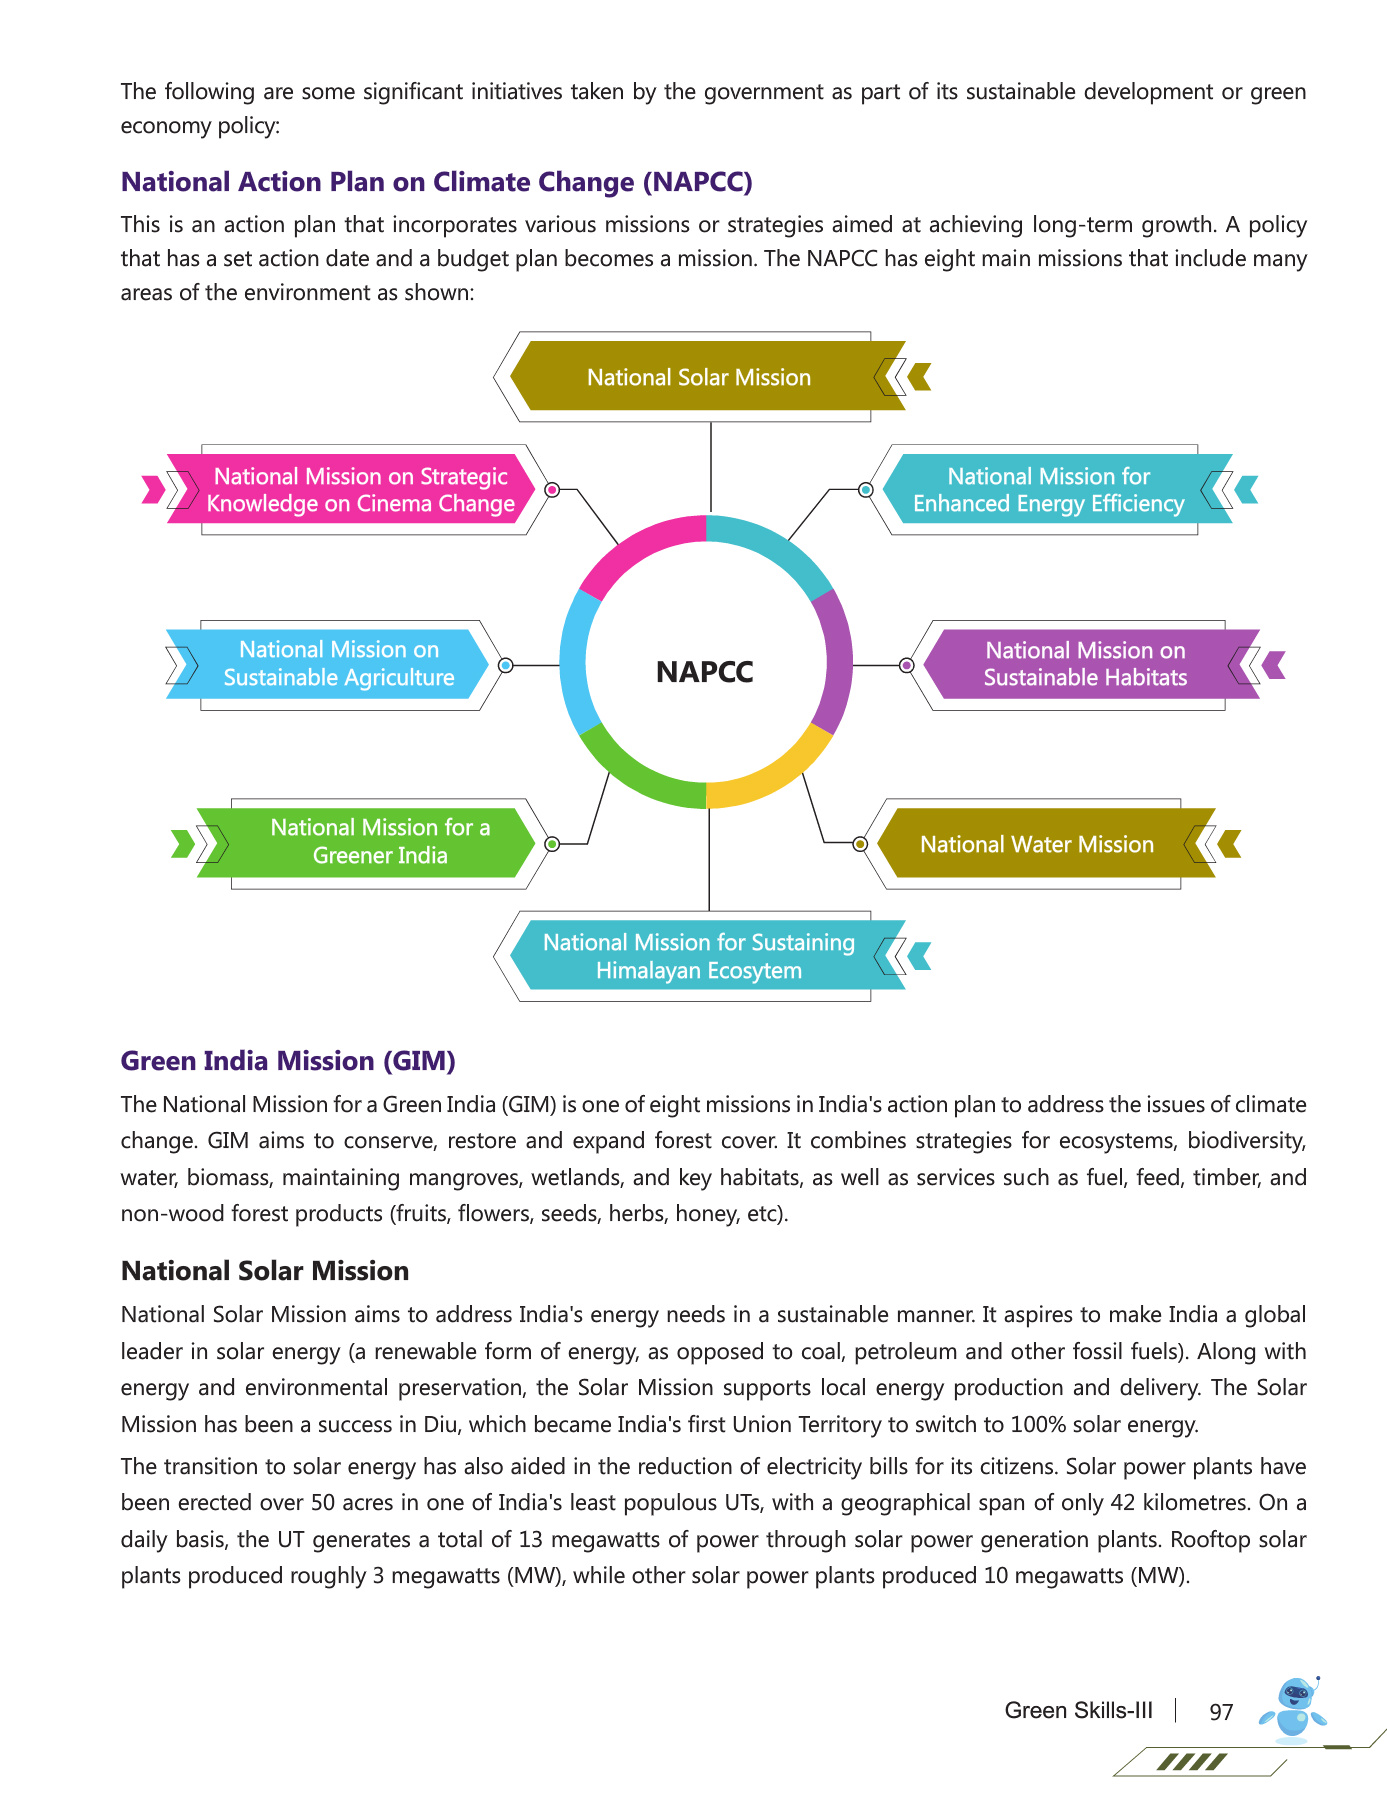 The following are some significant initiatives taken by the government as part of its sustainable development or green
economy policy:
National Action Plan on Climate Change (NAPCC)
This is an action plan that incorporates various missions or strategies aimed at achieving long-term growth. A policy
that has a set action date and a budget plan becomes a mission. The NAPCC has eight main missions that include many
areas of the environment as shown:
National Solar Mission
National Mission on Strategic
Knowledge on Cinema Change
National Mission for
Enhanced Energy Efficiency
National Mission on
Sustainable Agriculture
NAPCC
National Mission on
Sustainable Habitats
National Mission for a
Greener India
National Water Mission
National Mission for Sustaining
Himalayan Ecosytem
Green India Mission (GIM)
The National Mission for a Green India (GIM) is one of eight missions in India's action plan to address the issues of climate
change. GIM aims to conserve, restore and expand forest cover. It combines strategies for ecosystems, biodiversity,
water, biomass, maintaining mangroves, wetlands, and key habitats, as well as services such as fuel, feed, timber, and
non-wood forest products (fruits, flowers, seeds, herbs, honey, etc).
National Solar Mission
National Solar Mission aims to address India's energy needs in a sustainable manner. It aspires to make India a global
leader in solar energy (a renewable form of energy, as opposed to coal, petroleum and other fossil fuels). Along with
energy and environmental preservation, the Solar Mission supports local energy production and delivery. The Solar
Mission has been a success in Diu, which became India's first Union Territory to switch to 100% solar energy.
The transition to solar energy has also aided in the reduction of electricity bills for its citizens. Solar power plants have
been erected over 50 acres in one of India's least populous UTs, with a geographical span of only 42 kilometres. On a
daily basis, the UT generates a total of 13 megawatts of power through solar power generation plants. Rooftop solar
plants produced roughly 3 megawatts (MW), while other solar power plants produced 10 megawatts (MW).
Green Skills-III 97